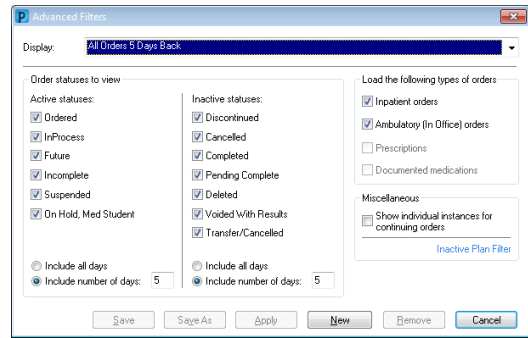 P Advanced Filters
Display: All Orders 5 Days Back
Order statuses to view
Active statuses:
Ordered
InProcess
Future
Incomplete
Suspended
On Hold, Med Student
Include all days
Include number of days: 5
Inactive statuses:
Discontinued
Cancelled
Completed
Pending Complete
Deleted
Voided With Results
Transfer/Cancelled
Include all days
Include number of days: 5
Load the following types of orders
Inpatient orders
Ambulatory (In Office) orders
Prescriptions
Documented medications
Miscellaneous
Show individual instances for
continuing orders
Inactive Plan Filter
Save Save As Apply New Remove Cancel